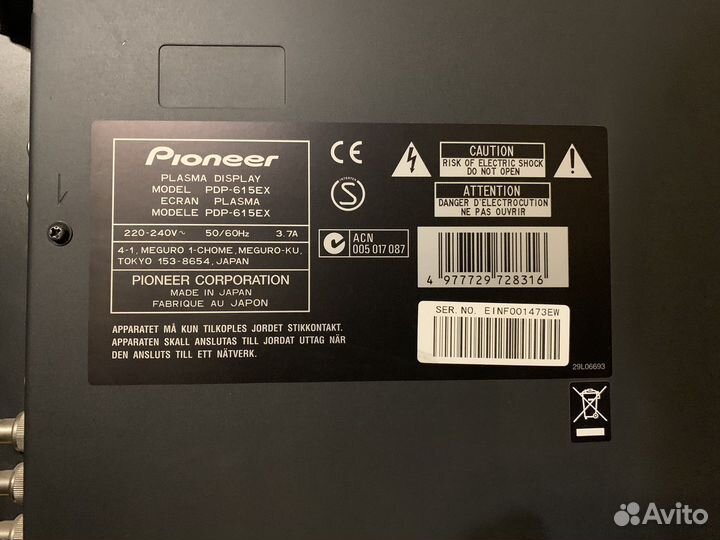 Pioneer
PLASMA DISPLAY
MODEL PDP-615EX
ECRAN PLASMA
MODELE PDP-615EX
220-240V~ 50/60Hz 3.7A
4-1, MEGURO 1-CHOME, MEGURO-KU,
TOKYO 153-8654, JAPAN
PIONEER CORPORATION
MADE IN JAPAN
FABRIQUE AU JAPON
CE
S
N
ACN
005 017 087
CAUTION
RISK OF ELECTRIC SHOCK
DO NOT OPEN
ATTENTION
DANGER D'ELECTROCUTION
NE PAS OUVRIR
4 977729 728316
SER. NO. EINF001473EW
APPARATET MÅ KUN TILKOPLES JORDET STIKKONTAKT.
APPARATEN SKALL ANSLUTAS TILL JORDAT UTTAG NÄR
DEN ANSLUTS TILL ETT NÄTVERK.
29L06693
Avito